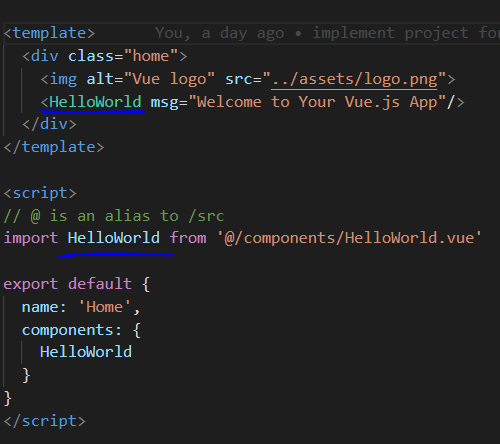 <template>        You, a day ago • implement project for
  <div class="home">
    <img alt="Vue logo" src="../assets/logo.png">
    <HelloWorld msg="Welcome to Your Vue.js App"/>
  </div>
</template>

<script>
// @ is an alias to /src
import HelloWorld from '@/components/HelloWorld.vue'

export default {
  name: 'Home',
  components: {
    HelloWorld
  }
}
</script>